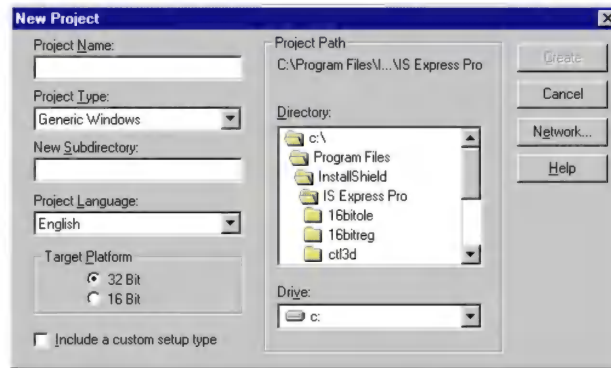 New Project
Project Name:
Project Type:
Generic Windows
New Subdirectory:
Project Language:
English
Target Platform
32 Bit
16 Bit
Include a custom setup type
Project Path
C:\Program Files\I...\IS Express Pro
Directory:
c:\
Program Files
InstallShield
IS Express Pro
16bitole
16bitreg
ctl3d
Drive:
c:
Create
Cancel
Network...
Help